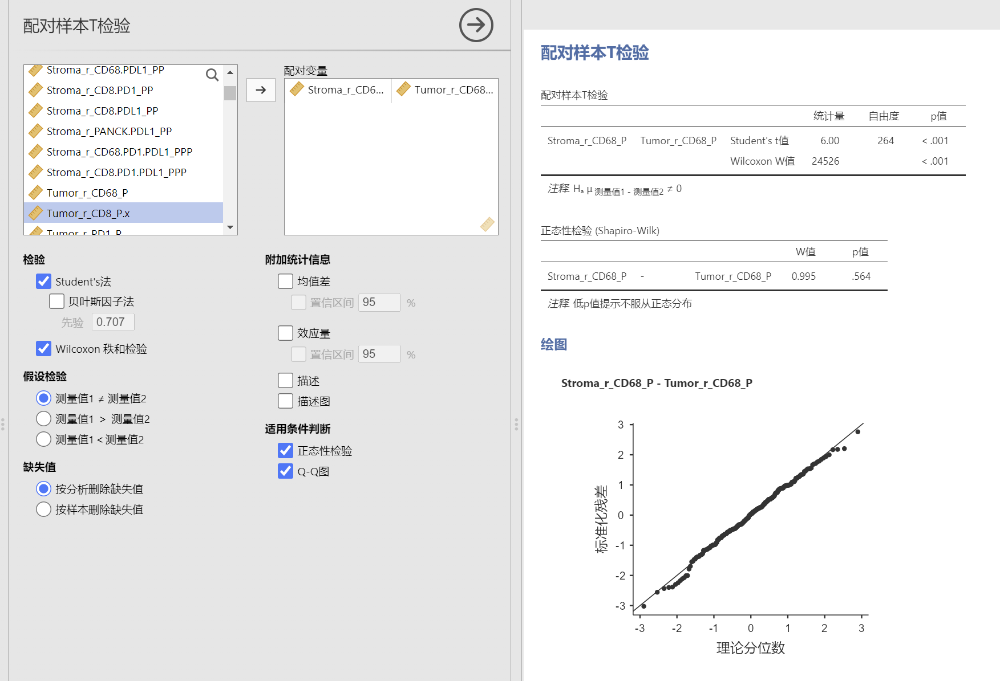 配对样本T检验
Stroma_r_CD68.PDL1_PP
Stroma_r_CD8.PD1_PP
Stroma_r_CD8.PDL1_PP
Stroma_r_PANCK.PDL1_PP
Stroma_r_CD68.PD1.PDL1_PPP
Stroma_r_CD8.PD1.PDL1_PPP
Tumor_r_CD68_P
Tumor_r_CD8_P.x
Tumor_r_PD1_P
配对变量
Stroma_r_CD6... Tumor_r_CD68...
检验
Student's法
贝叶斯因子法
先验 0.707
Wilcoxon 秩和检验
假设检验
测量值1 ≠ 测量值2
测量值1 > 测量值2
测量值1 < 测量值2
缺失值
按分析删除缺失值
按样本删除缺失值
附加统计信息
均值差
置信区间 95 %
效应量
置信区间 95 %
描述
描述图
适用条件判断
正态性检验
Q-Q图
配对样本T检验
配对样本T检验
统计量 自由度 p值
Stroma_r_CD68_P Tumor_r_CD68_P Student's t值 6.00 264 < .001
Wilcoxon W值 24526 < .001
注释 Hₐ μ 测量值1 - 测量值2 ≠ 0
正态性检验 (Shapiro-Wilk)
W值 p值
Stroma_r_CD68_P - Tumor_r_CD68_P 0.995 .564
注释 低p值提示不服从正态分布
绘图
Stroma_r_CD68_P - Tumor_r_CD68_P
3
2
1
0
-1
-2
-3
标准化残差
-3 -2 -1 0 1 2 3
理论分位数